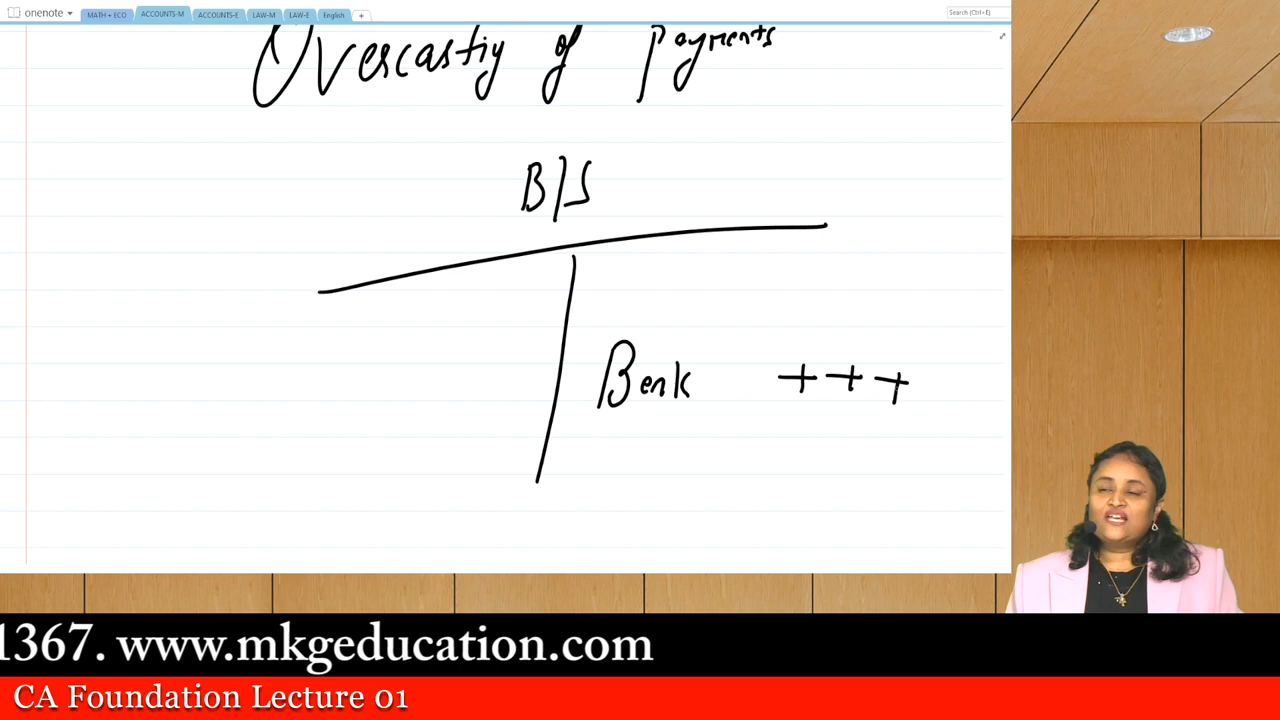 onenote
MATH + ECO
ACCOUNTS-M
ACCOUNTS-E
LAW-M
LAW-E
English
+
Search (Ctrl+E)
Overcasting of Payments
B/S
Bank +++
1367. www.mkgeducation.com
CA Foundation Lecture 01